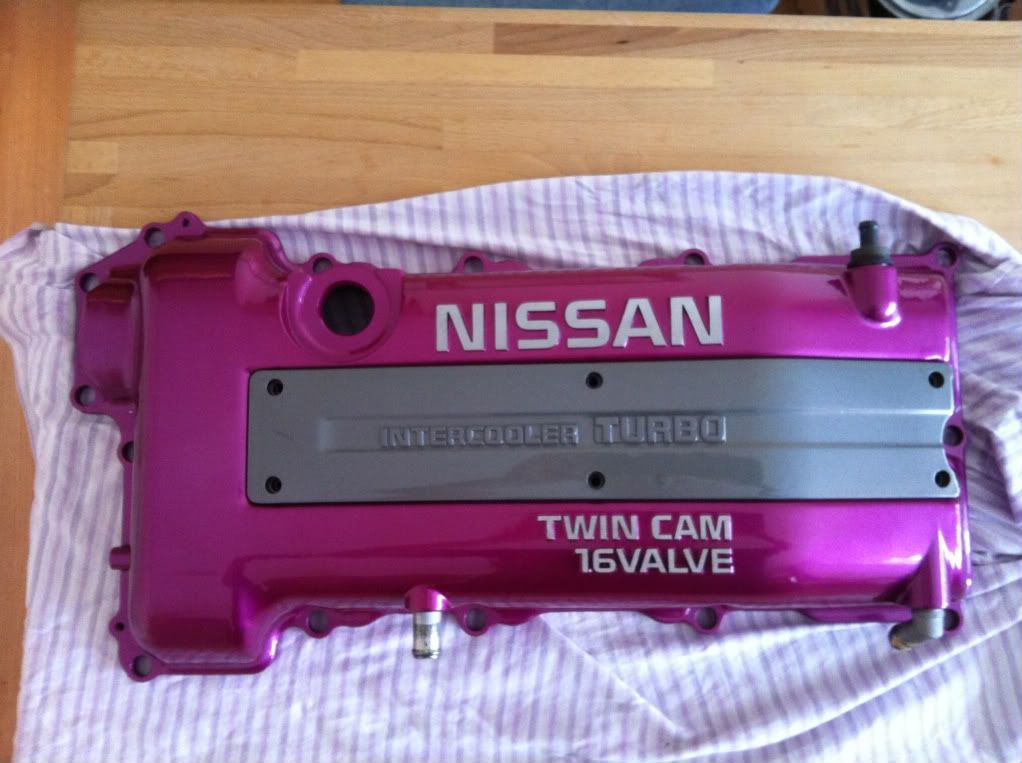 NISSAN
INTERCOOLER TURBO
TWIN CAM
16VALVE